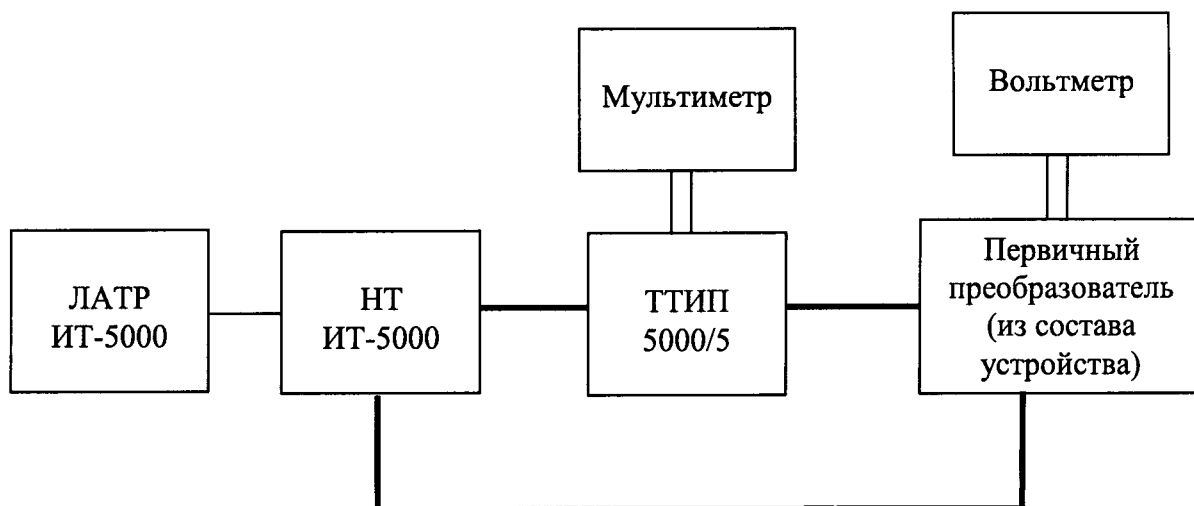 Мультиметр
Вольтметр
ЛАТР
ИТ-5000
НТ
ИТ-5000
ТТИП
5000/5
Первичный
преобразователь
(из состава
устройства)